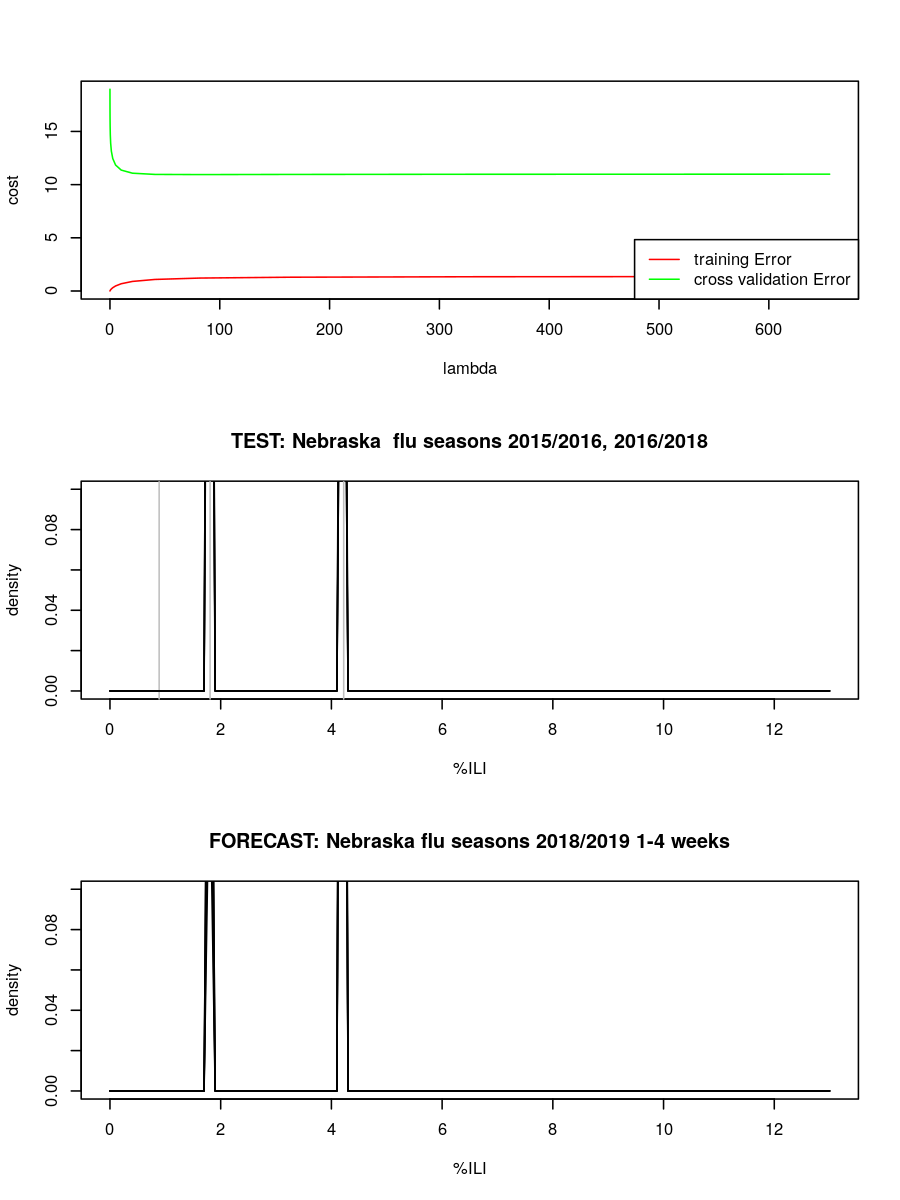 15
10
5
0
cost
training Error
cross validation Error
0 100 200 300 400 500 600
lambda
TEST: Nebraska  flu seasons 2015/2016, 2016/2018
0.08
0.04
0.00
density
0 2 4 6 8 10 12
%ILI
FORECAST: Nebraska flu seasons 2018/2019 1-4 weeks
0.08
0.04
0.00
density
0 2 4 6 8 10 12
%ILI